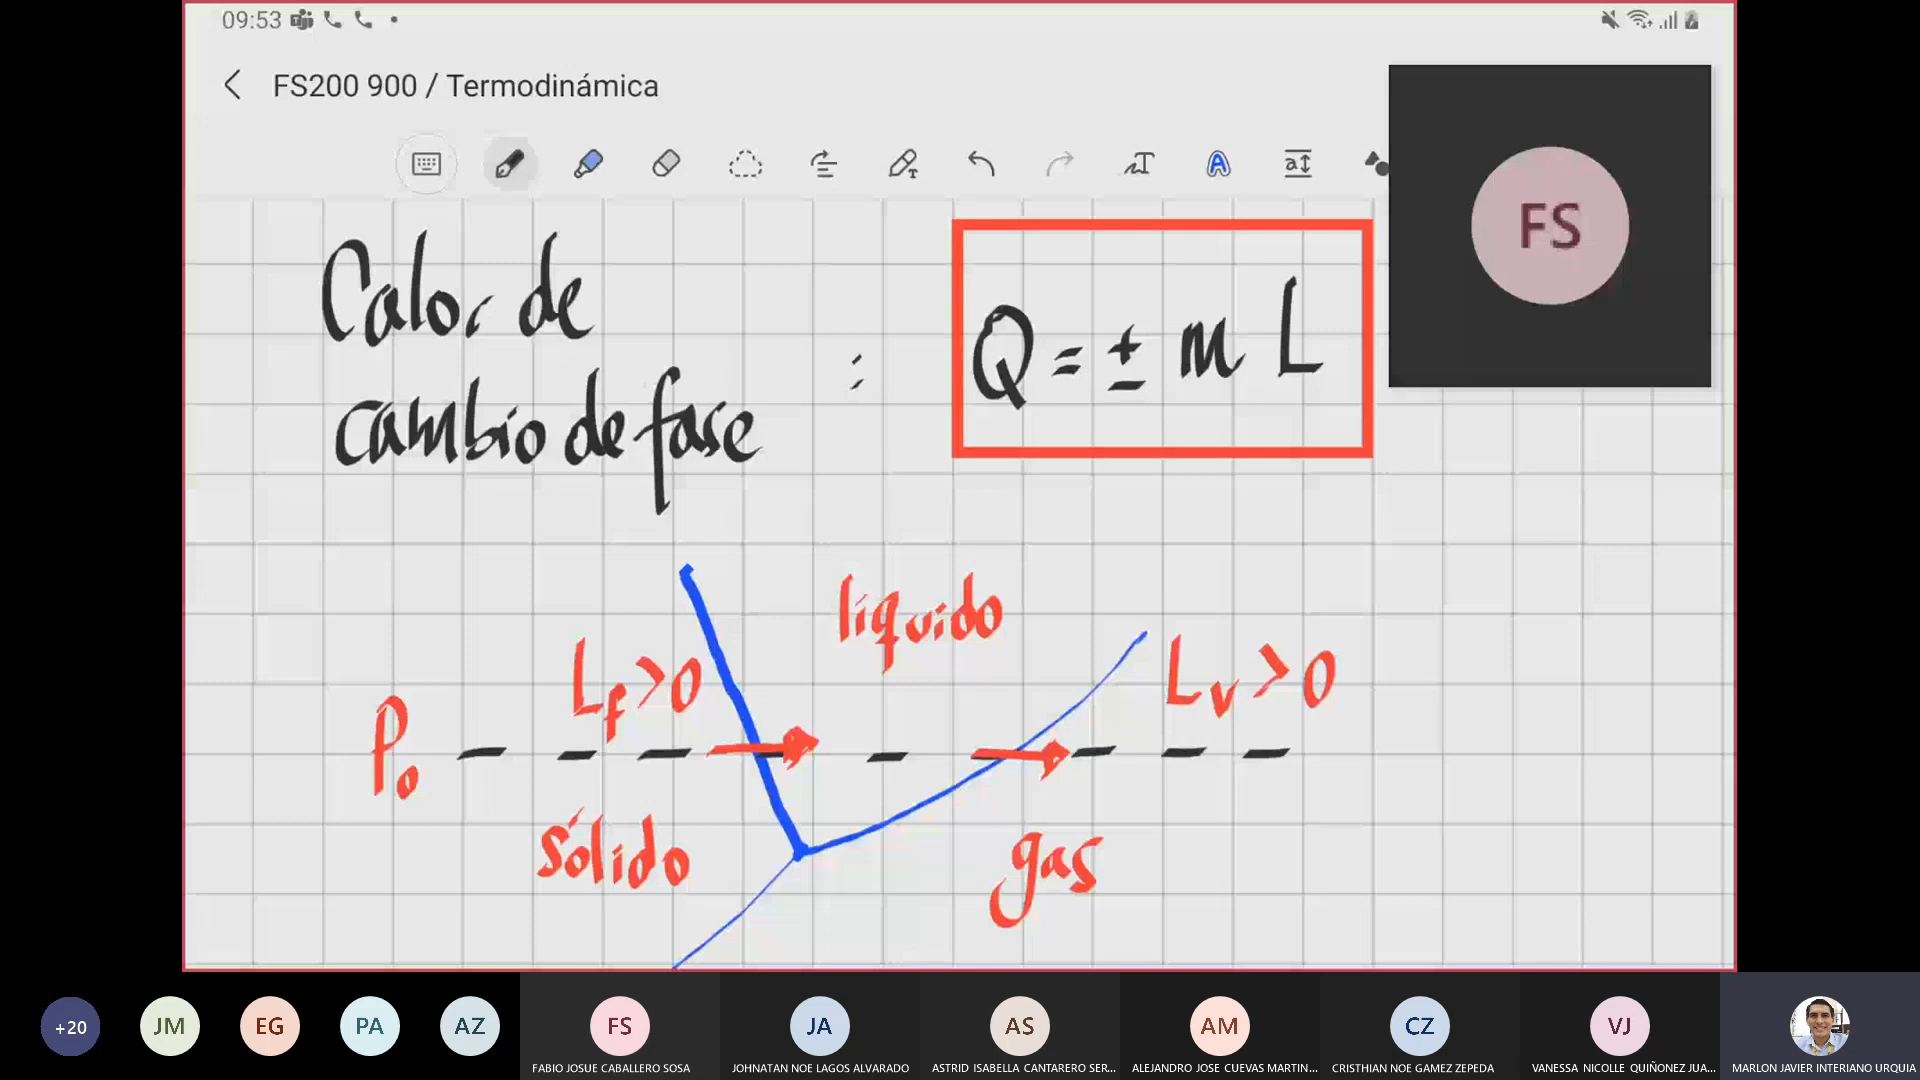 09:53
FS200 900 / Termodinámica
Calor de
cambio de fase : Q = ± m L
FS
líquido
Lf>0
Lv>0
Po
sólido
gas
+20
JM
EG
PA
AZ
FS
JA
AS
AM
CZ
VJ
FABIO JOSUE CABALLERO SOSA
JOHNATAN NOE LAGOS ALVARADO
ASTRID ISABELLA CANTARERO SER...
ALEJANDRO JOSE CUEVAS MARTIN...
CRISTHIAN NOE GAMEZ ZEPEDA
VANESSA NICOLLE QUIÑONEZ JUA...
MARLON JAVIER INTERIANO URQUIA